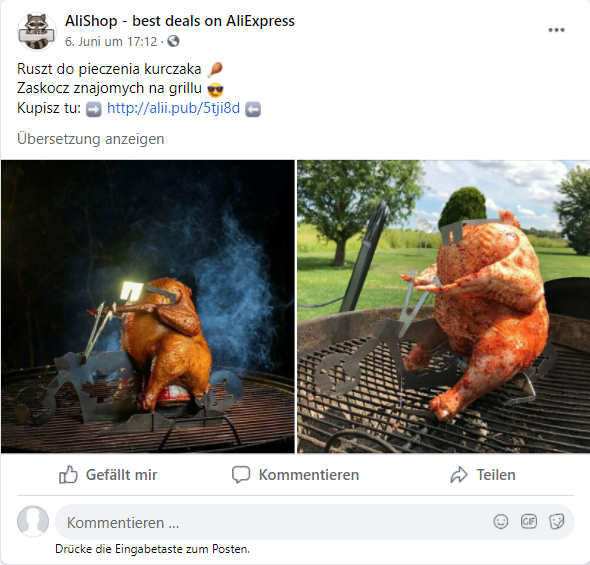 AliShop - best deals on AliExpress
6. Juni um 17:12 ·
Ruszt do pieczenia kurczaka 🍗
Zaskocz znajomych na grillu 😎
Kupisz tu: ➡️ http://alii.pub/5tji8d ⬅️
Übersetzung anzeigen
Gefällt mir Kommentieren Teilen
Kommentieren ... GIF
Drücke die Eingabetaste zum Posten.